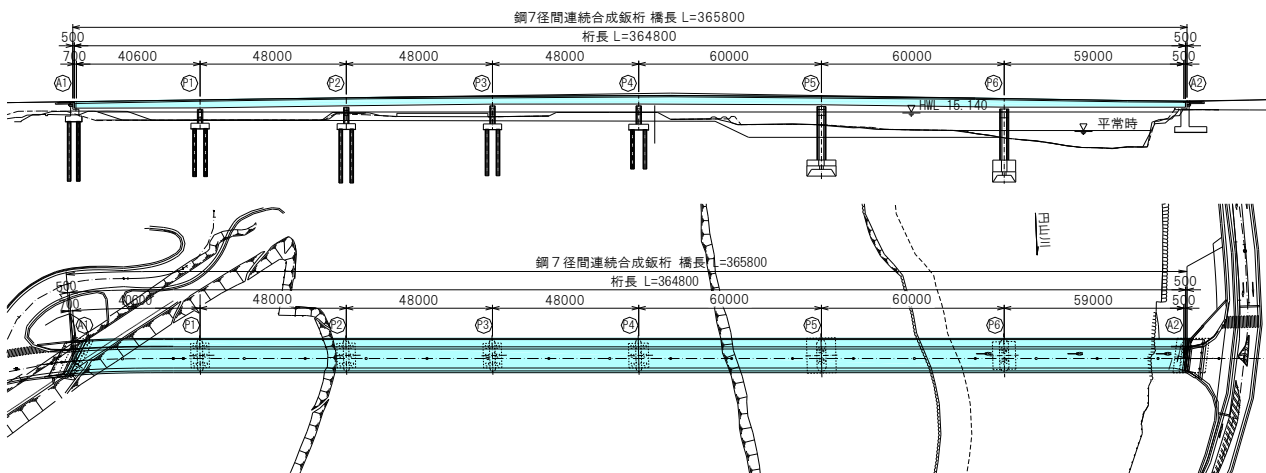 鋼7径間連続合成鈑桁 橋長 L=365800
500 桁長 L=364800 500
700 40600 48000 48000 48000 60000 60000 59000 500
A1 P1 P2 P3 P4 P5 P6 A2
HWL 15.140
平常時
円山川
鋼７径間連続合成鈑桁 橋長 L=365800
500 桁長 L=364800 500
700 40600 48000 48000 48000 60000 60000 59000 500
A1 P1 P2 P3 P4 P5 P6 A2